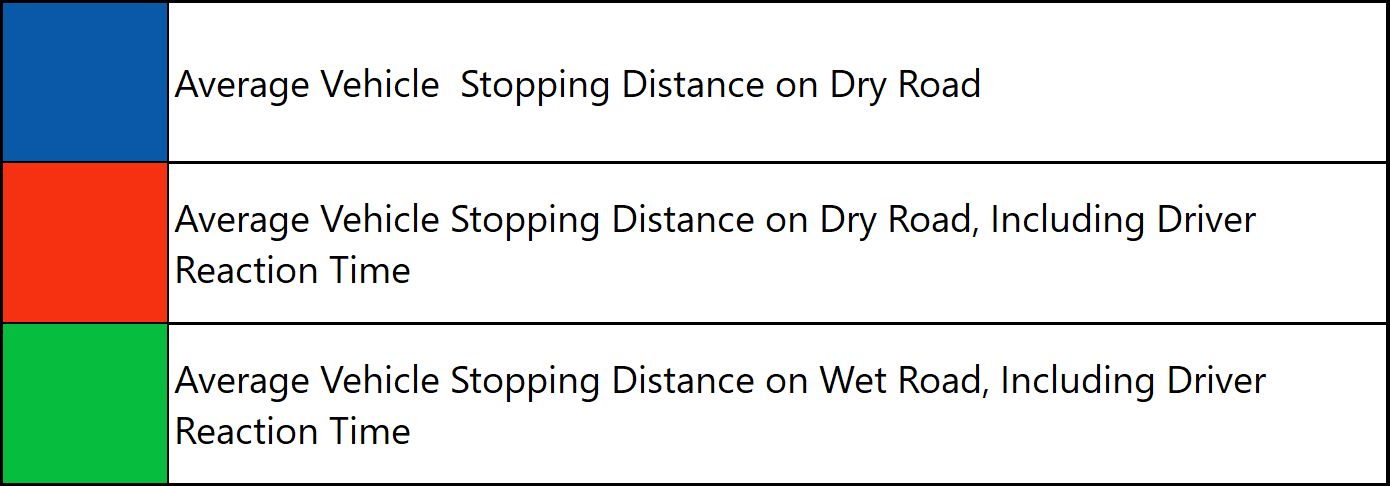 Average Vehicle  Stopping Distance on Dry Road
Average Vehicle Stopping Distance on Dry Road, Including Driver
Reaction Time
Average Vehicle Stopping Distance on Wet Road, Including Driver
Reaction Time